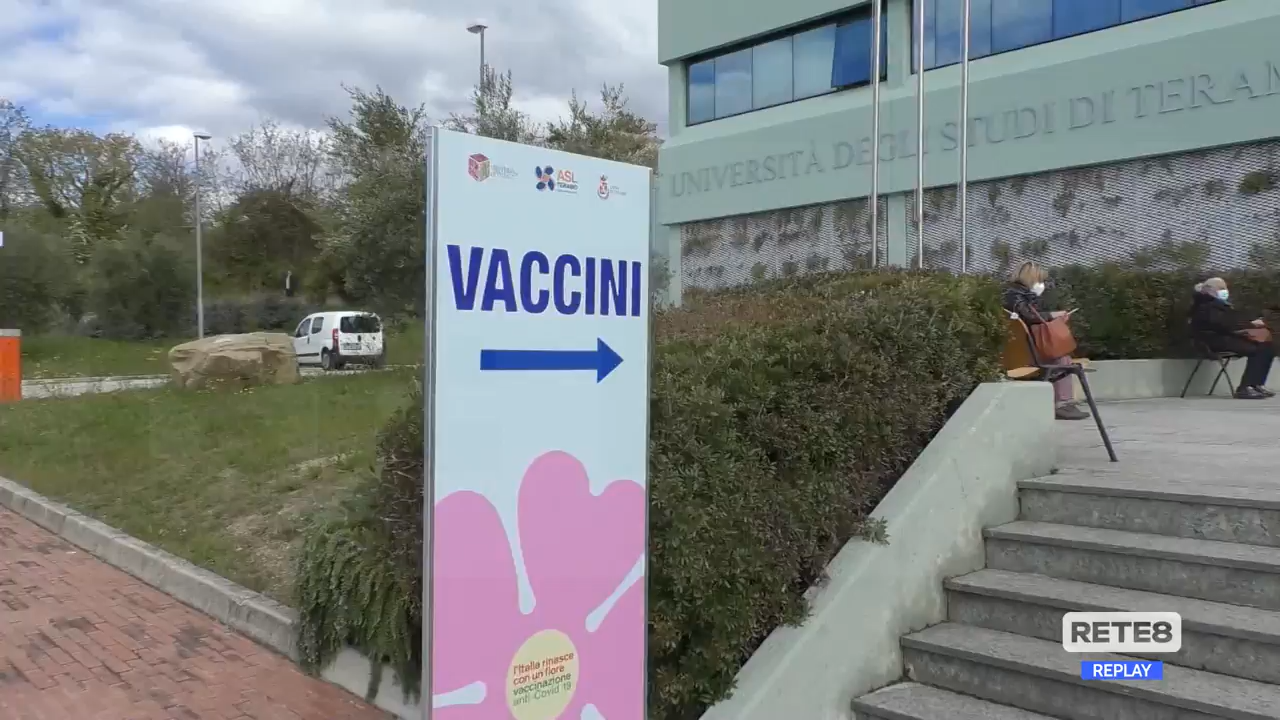 UNIVERSITÀ DEGLI STUDI DI TERAM
ASL
TERAMO
VACCINI
l'Italia rinasce
con un fiore
vaccinazione
anti-Covid 19
RETE8
REPLAY